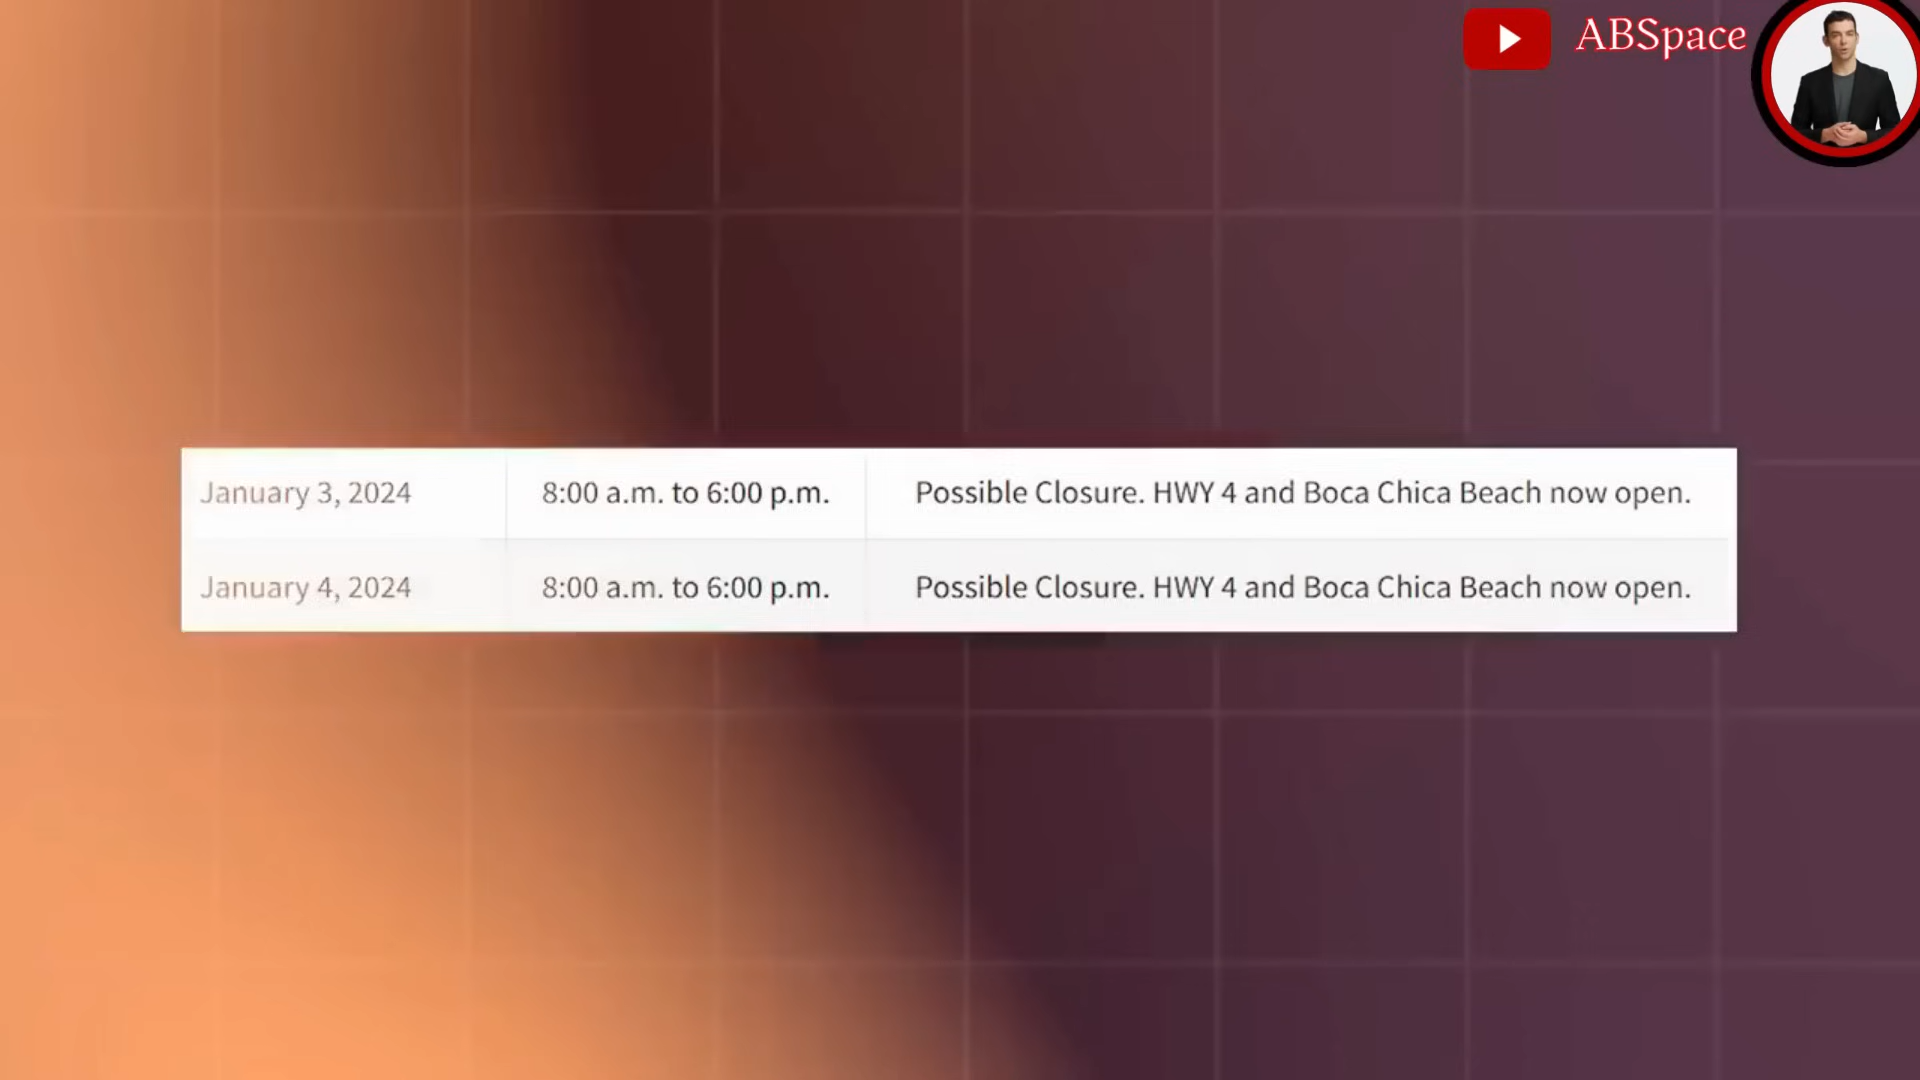 ABSpace
January 3, 2024 8:00 a.m. to 6:00 p.m. Possible Closure. HWY 4 and Boca Chica Beach now open.
January 4, 2024 8:00 a.m. to 6:00 p.m. Possible Closure. HWY 4 and Boca Chica Beach now open.